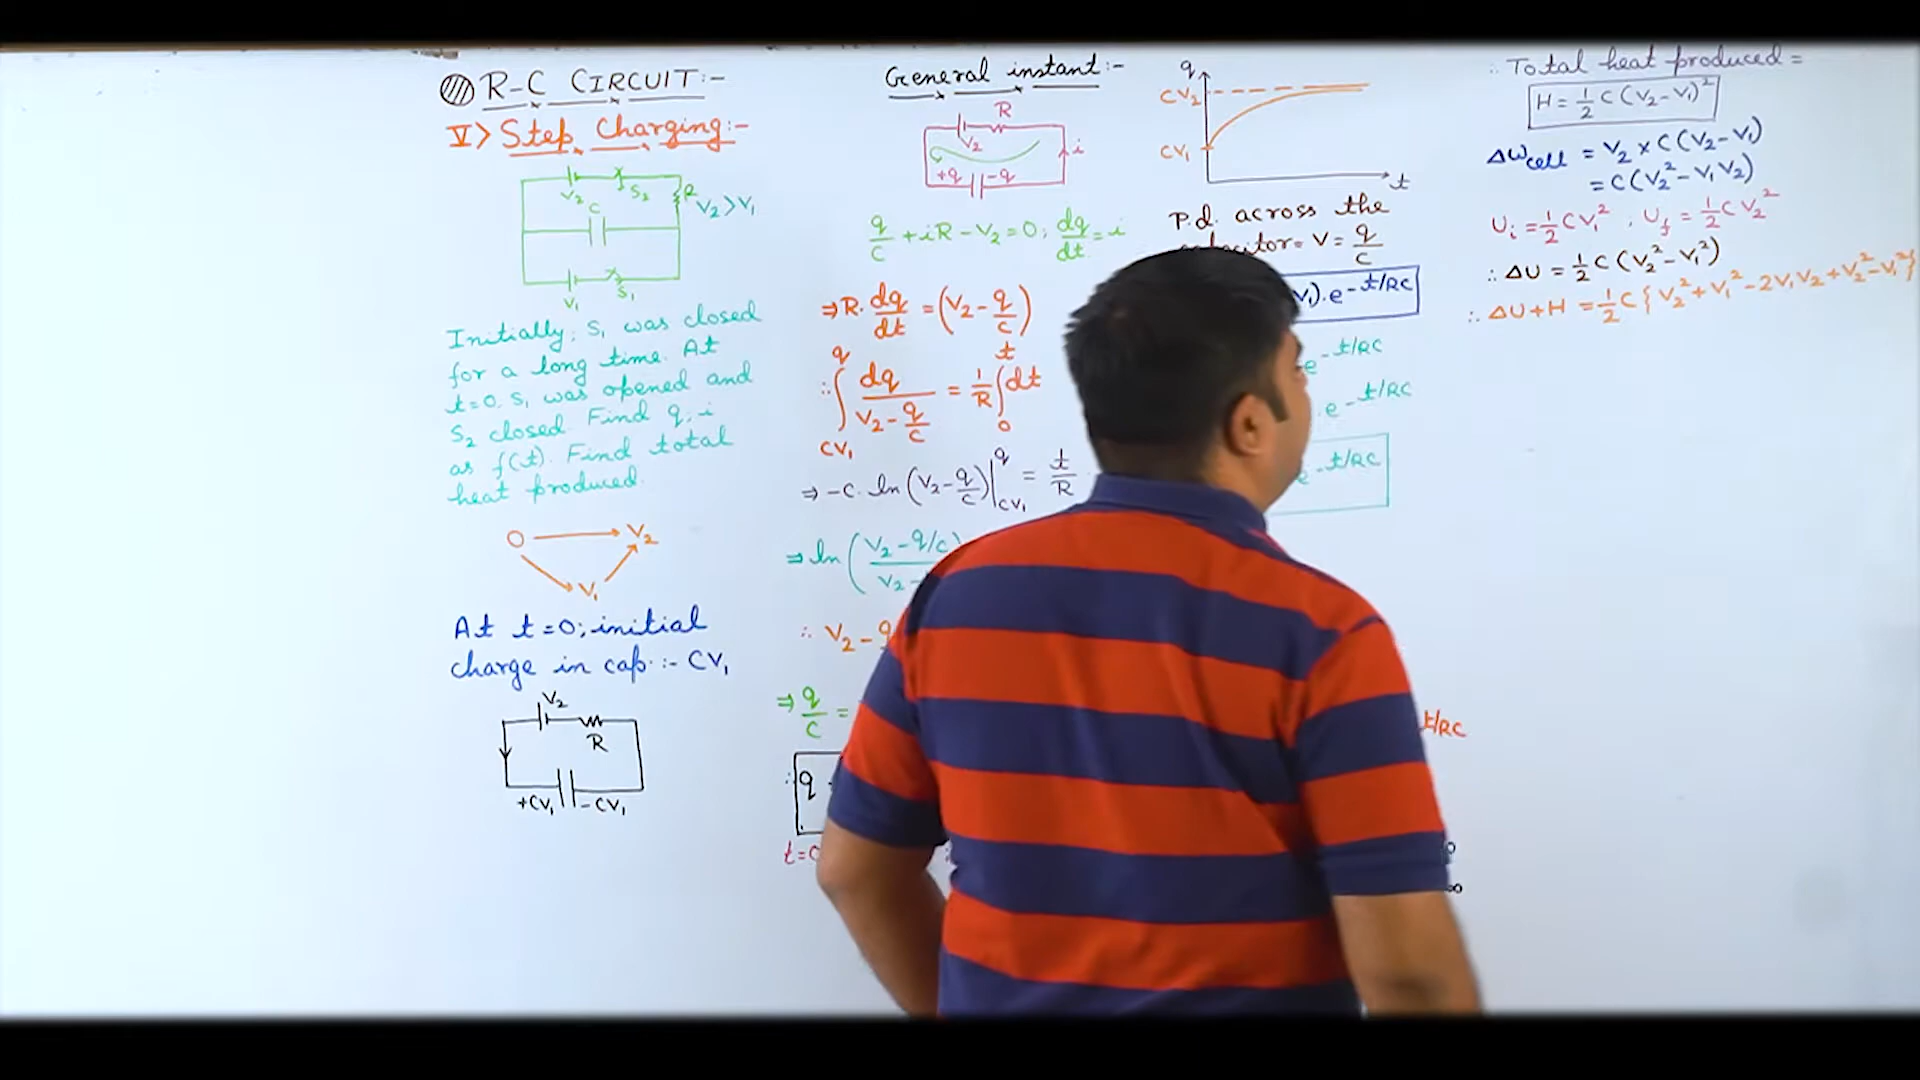 R-C CIRCUIT:-
V> Step Charging:-
V₂ S₂
R
V₂>V₁
C
V₁ S₁
Initially: S₁ was closed
for a long time. At
t=0. S₁ was opened and
S₂ closed. Find q, i
as f(t). Find total
heat produced.
0 → V₂
V₁
At t=0; initial
charge in cap. :- CV₁
V₂
R
+CV₁ -CV₁
General instant:-
R
V₂
i
+q -q
q/C + iR - V₂ = 0; dq/dt = i
⇒ R. dq/dt = (V₂ - q/C)
∴ ∫_{CV₁}^{q} dq/(V₂ - q/C) = 1/R ∫_{0}^{t} dt
⇒ -C. ln (V₂ - q/C) |_{CV₁}^{q} = t/R
⇒ ln ( V₂ - q/C
V₂ -
∴ V₂ - q
⇒ q/C =
∴ q
q
CV₂
CV₁
t
P.d. across the
V = q/C
V₁).e^{-t/RC}
e^{-t/RC}
.e^{-t/RC}
e^{-t/RC}
t/RC
∞
∴ Total heat produced =
H = 1/2 C (V₂-V₁)²
ΔW_cell = V₂ × C(V₂-V₁)
= C(V₂² - V₁V₂)
U_i = 1/2 CV₁², U_f = 1/2 CV₂²
∴ ΔU = 1/2 C (V₂² - V₁²)
∴ ΔU+H = 1/2 C { V₂² + V₁² - 2V₁V₂ + V₂² - V₁² }